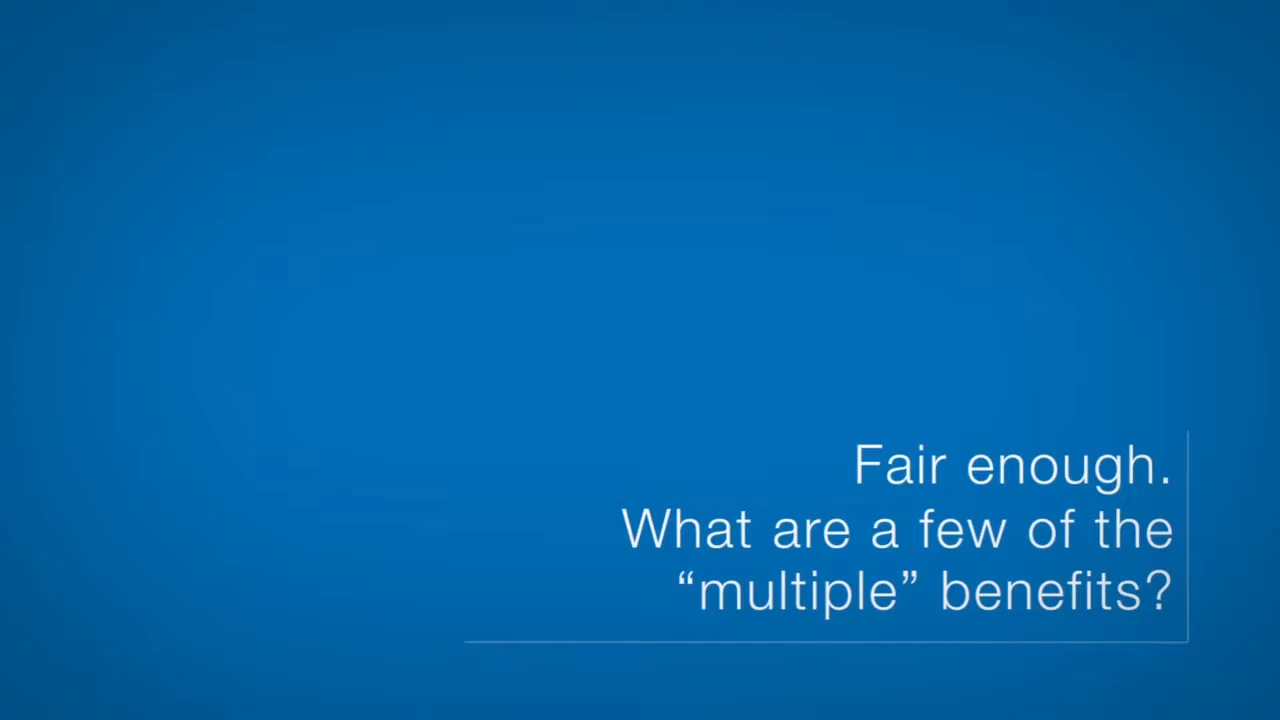 Fair enough.
What are a few of the
“multiple” benefits?